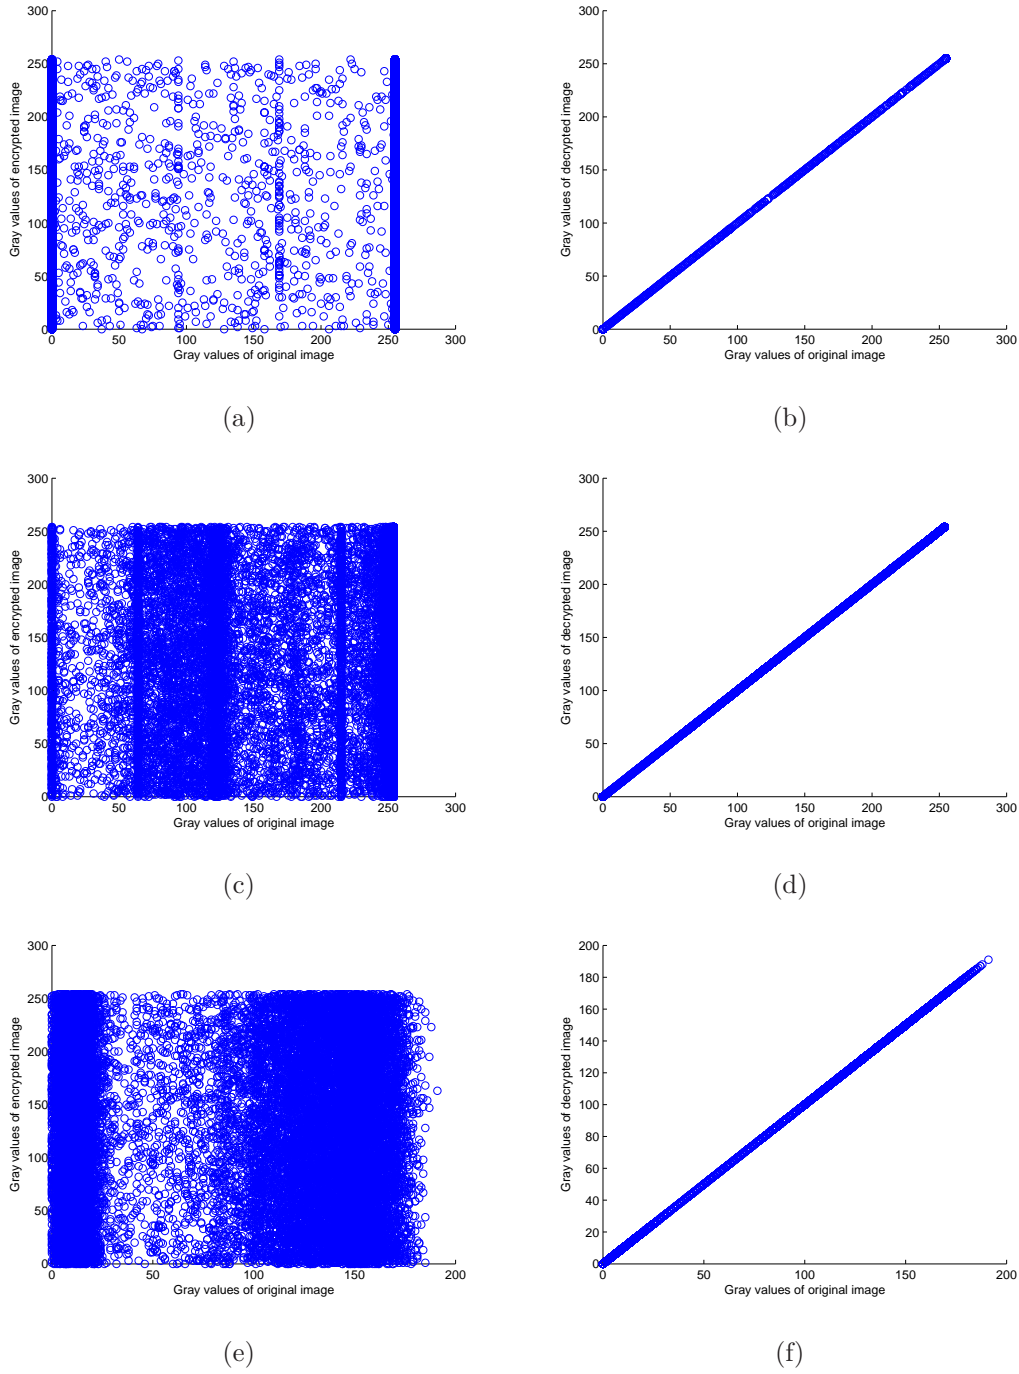 300
250
200
150
100
50
0
Gray values of encrypted image
0 50 100 150 200 250 300
Gray values of original image
(a)
300
250
200
150
100
50
0
Gray values of decrypted image
0 50 100 150 200 250 300
Gray values of original image
(b)
300
250
200
150
100
50
0
Gray values of encrypted image
0 50 100 150 200 250 300
Gray values of original image
(c)
300
250
200
150
100
50
0
Gray values of decrypted image
0 50 100 150 200 250 300
Gray values of original image
(d)
300
250
200
150
100
50
0
Gray values of encrypted image
0 50 100 150 200
Gray values of original image
(e)
200
180
160
140
120
100
80
60
40
20
0
Gray values of decrypted image
0 50 100 150 200
Gray values of original image
(f)